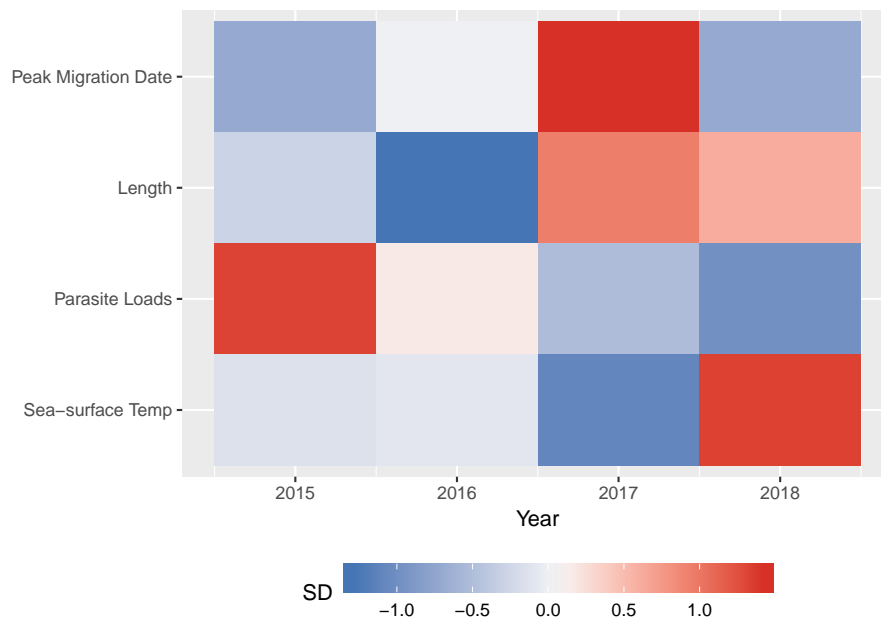 Peak Migration Date
Length
Parasite Loads
Sea−surface Temp
2015 2016 2017 2018
Year
SD
−1.0 −0.5 0.0 0.5 1.0